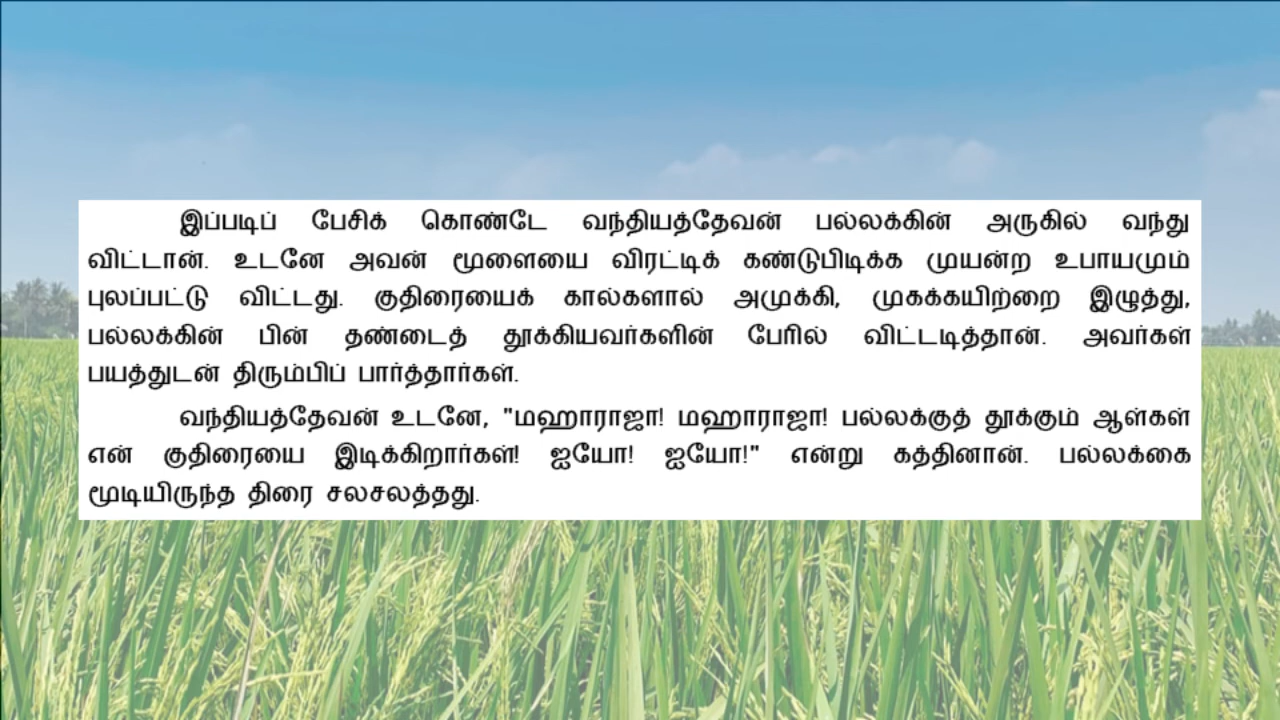 இப்படிப் பேசிக் கொண்டே வந்தியத்தேவன் பல்லக்கின் அருகில் வந்து
விட்டான். உடனே அவன் மூளையை விரட்டிக் கண்டுபிடிக்க முயன்ற உபாயமும்
புலப்பட்டு விட்டது. குதிரையைக் கால்களால் அமுக்கி, முகக்கயிற்றை இழுத்து,
பல்லக்கின் பின் தண்டைத் தூக்கியவர்களின் பேரில் விட்டடித்தான். அவர்கள்
பயத்துடன் திரும்பிப் பார்த்தார்கள்.
வந்தியத்தேவன் உடனே, "மஹாராஜா! மஹாராஜா! பல்லக்குத் தூக்கும் ஆள்கள்
என் குதிரையை இடிக்கிறார்கள்! ஐயோ! ஐயோ!" என்று கத்தினான். பல்லக்கை
மூடியிருந்த திரை சலசலத்தது.